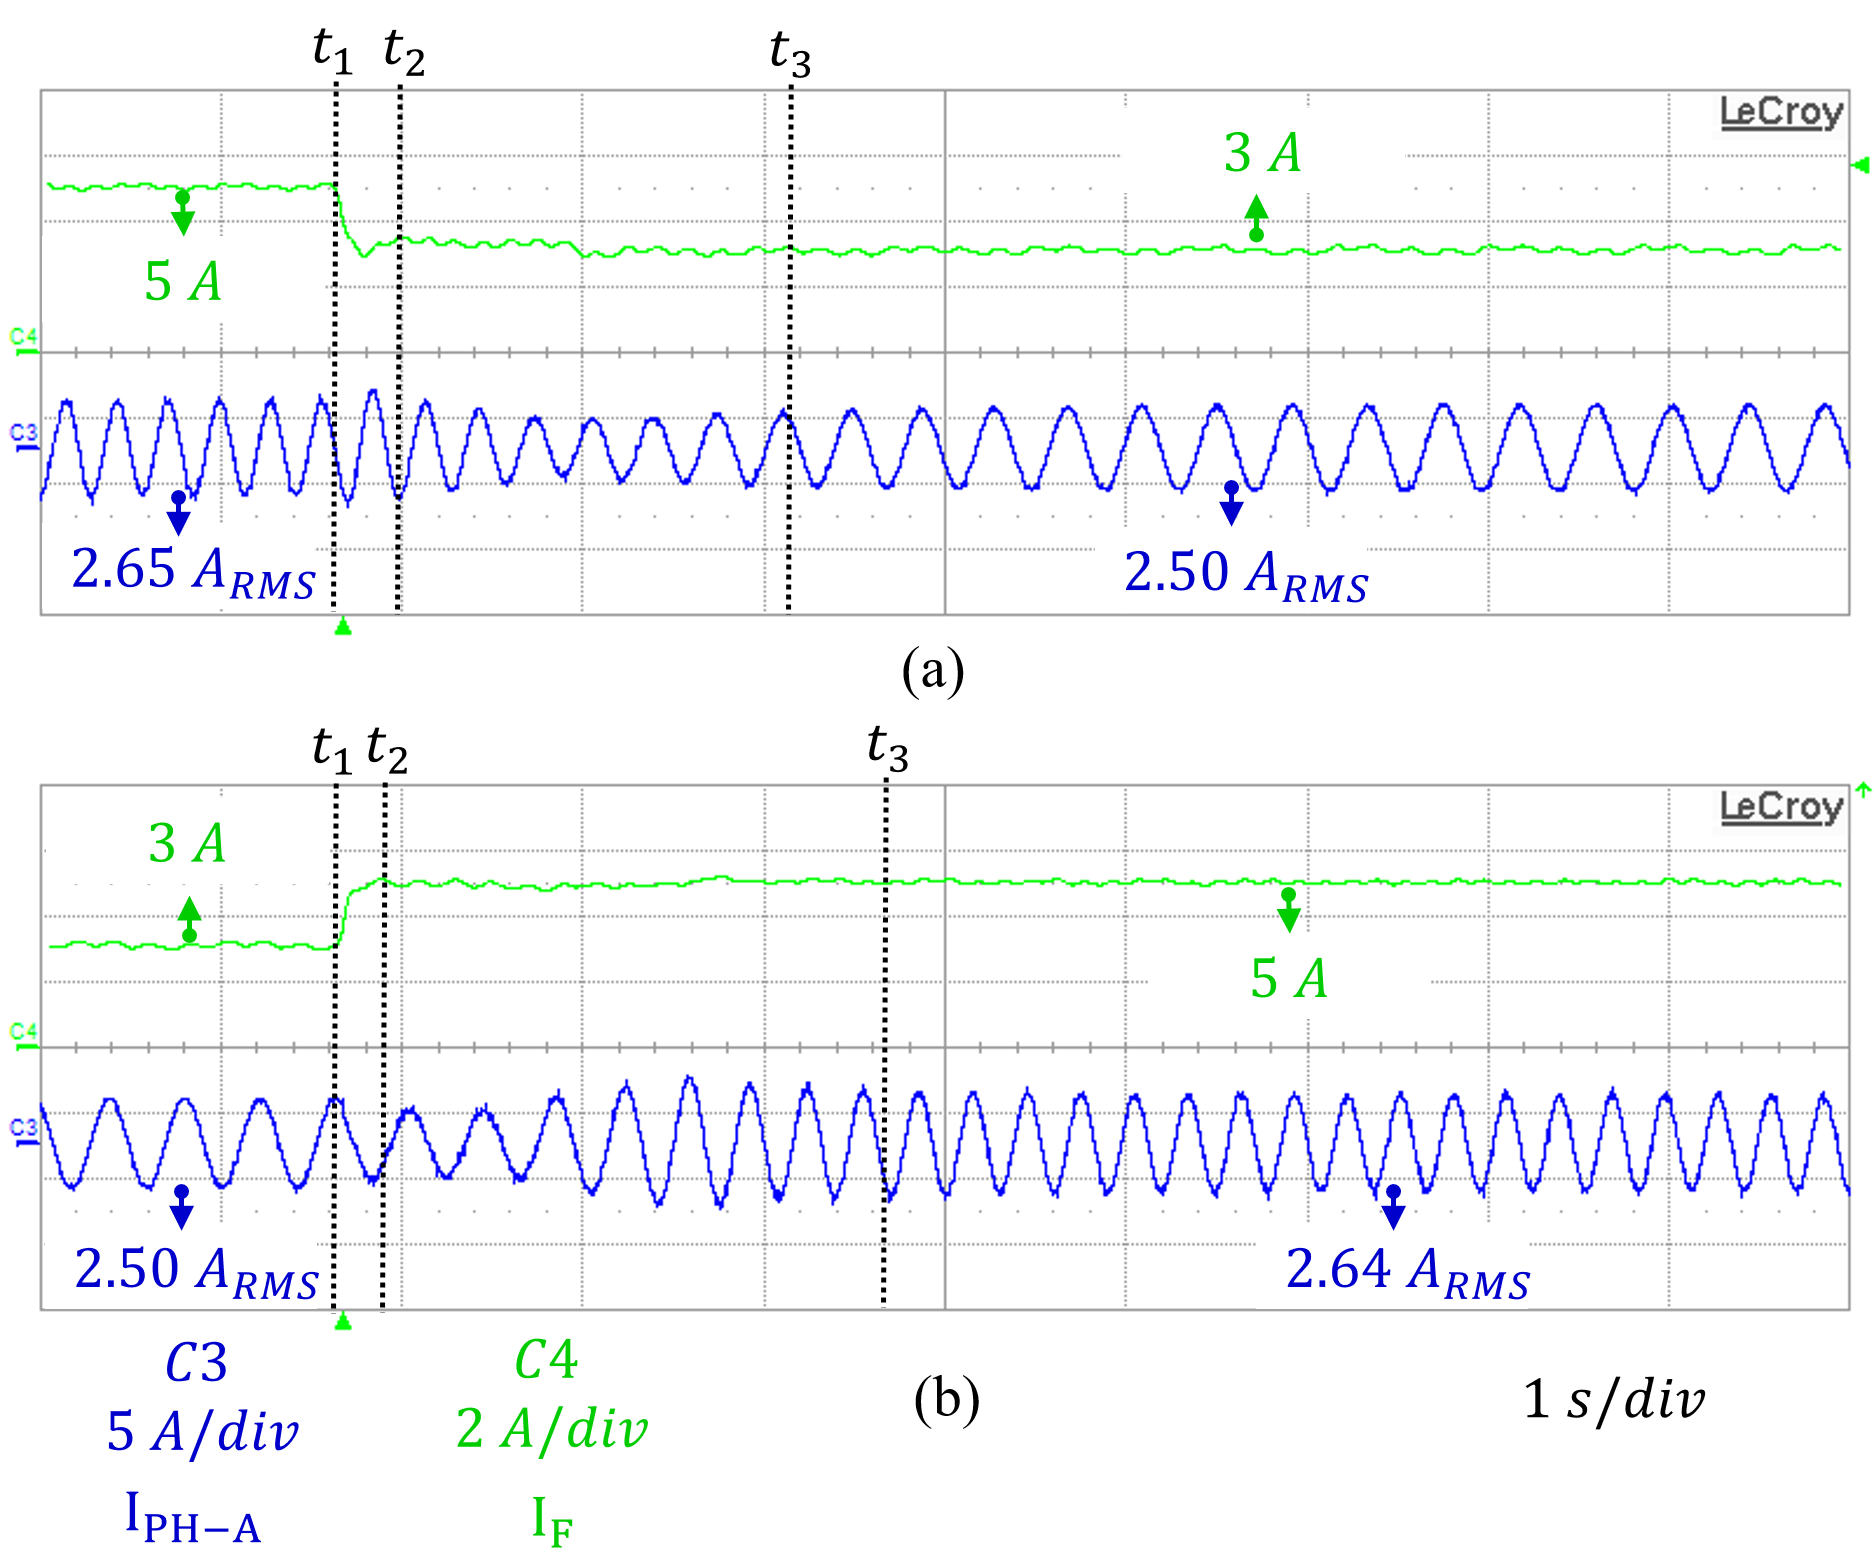 t₁ t₂ t₃
LeCroy
3 A
5 A
C4
C3
2.65 A_RMS
2.50 A_RMS
(a)
t₁ t₂ t₃
LeCroy
3 A
5 A
C4
C3
2.50 A_RMS
2.64 A_RMS
C3 C4
(b) 1 s/div
5 A/div 2 A/div
I_PH−A I_F